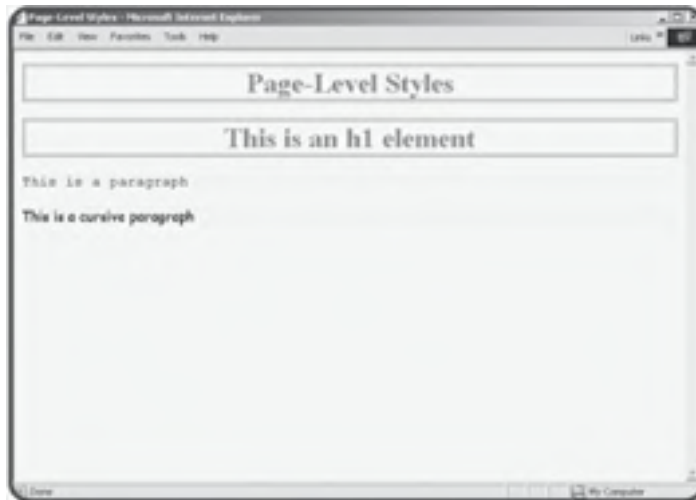 Page-Level Styles - Microsoft Internet Explorer
File Edit View Favorites Tools Help
Links »
Page-Level Styles
This is an h1 element
This is a paragraph
This is a cursive paragraph
Done
My Computer